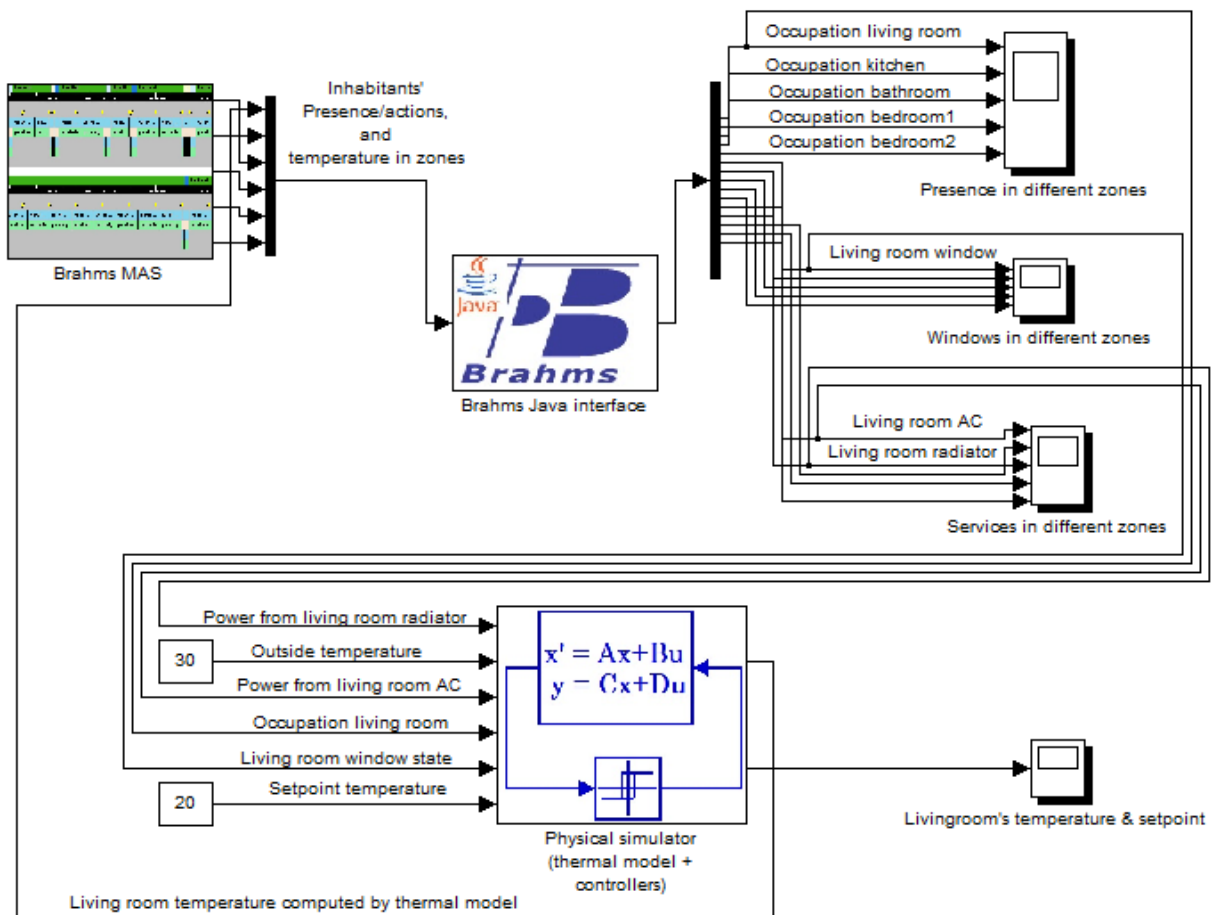 Occupation living room
Occupation kitchen
Occupation bathroom
Occupation bedroom1
Occupation bedroom2
Presence in different zones
Inhabitants'
Presence/actions,
and
temperature in zones
Brahms MAS
Java
B
Brahms
Brahms Java interface
Living room window
Windows in different zones
Living room AC
Living room radiator
Services in different zones
Power from living room radiator
30
Outside temperature
Power from living room AC
Occupation living room
Living room window state
20
Setpoint temperature
x' = Ax+Bu
y = Cx+Du
Physical simulator
(thermal model +
controllers)
Livingroom's temperature & setpoint
Living room temperature computed by thermal model